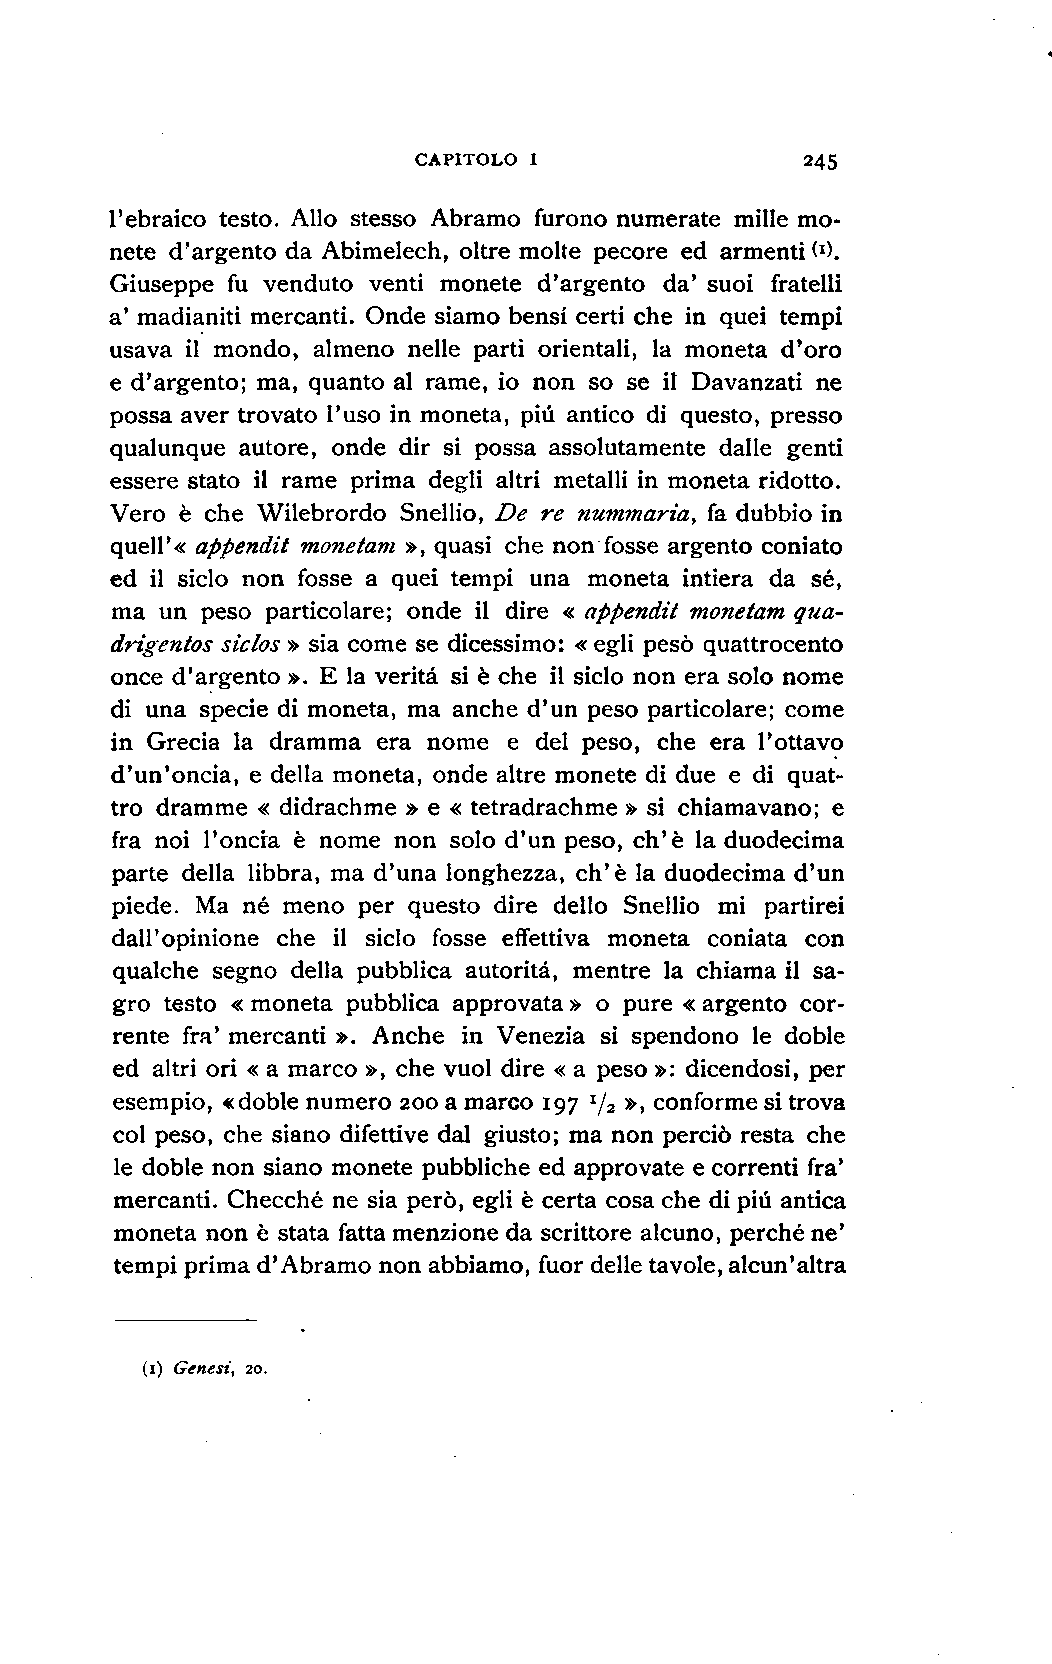 CAPITOLO I 245
l'ebraico testo. Allo stesso Abramo furono numerate mille mo-
nete d'argento da Abimelech, oltre molte pecore ed armenti (1).
Giuseppe fu venduto venti monete d'argento da' suoi fratelli
a' madianiti mercanti. Onde siamo bensí certi che in quei tempi
usava il mondo, almeno nelle parti orientali, la moneta d'oro
e d'argento; ma, quanto al rame, io non so se il Davanzati ne
possa aver trovato l'uso in moneta, piú antico di questo, presso
qualunque autore, onde dir si possa assolutamente dalle genti
essere stato il rame prima degli altri metalli in moneta ridotto.
Vero è che Wilebrordo Snellio, De re nummaria, fa dubbio in
quell'« appendit monetam », quasi che non fosse argento coniato
ed il siclo non fosse a quei tempi una moneta intiera da sé,
ma un peso particolare; onde il dire « appendit monetam qua-
drigentos siclos » sia come se dicessimo: « egli pesò quattrocento
once d'argento ». E la veritá si è che il siclo non era solo nome
di una specie di moneta, ma anche d'un peso particolare; come
in Grecia la dramma era nome e del peso, che era l'ottavo
d'un'oncia, e della moneta, onde altre monete di due e di quat-
tro dramme « didrachme » e « tetradrachme » si chiamavano; e
fra noi l'oncia è nome non solo d'un peso, ch'è la duodecima
parte della libbra, ma d'una longhezza, ch'è la duodecima d'un
piede. Ma né meno per questo dire dello Snellio mi partirei
dall'opinione che il siclo fosse effettiva moneta coniata con
qualche segno della pubblica autoritá, mentre la chiama il sa-
gro testo « moneta pubblica approvata » o pure « argento cor-
rente fra' mercanti ». Anche in Venezia si spendono le doble
ed altri ori « a marco », che vuol dire « a peso »: dicendosi, per
esempio, «doble numero 200 a marco 197 1/2 », conforme si trova
col peso, che siano difettive dal giusto; ma non perciò resta che
le doble non siano monete pubbliche ed approvate e correnti fra'
mercanti. Checché ne sia però, egli è certa cosa che di piú antica
moneta non è stata fatta menzione da scrittore alcuno, perché ne'
tempi prima d'Abramo non abbiamo, fuor delle tavole, alcun'altra
(1) Genesi, 20.